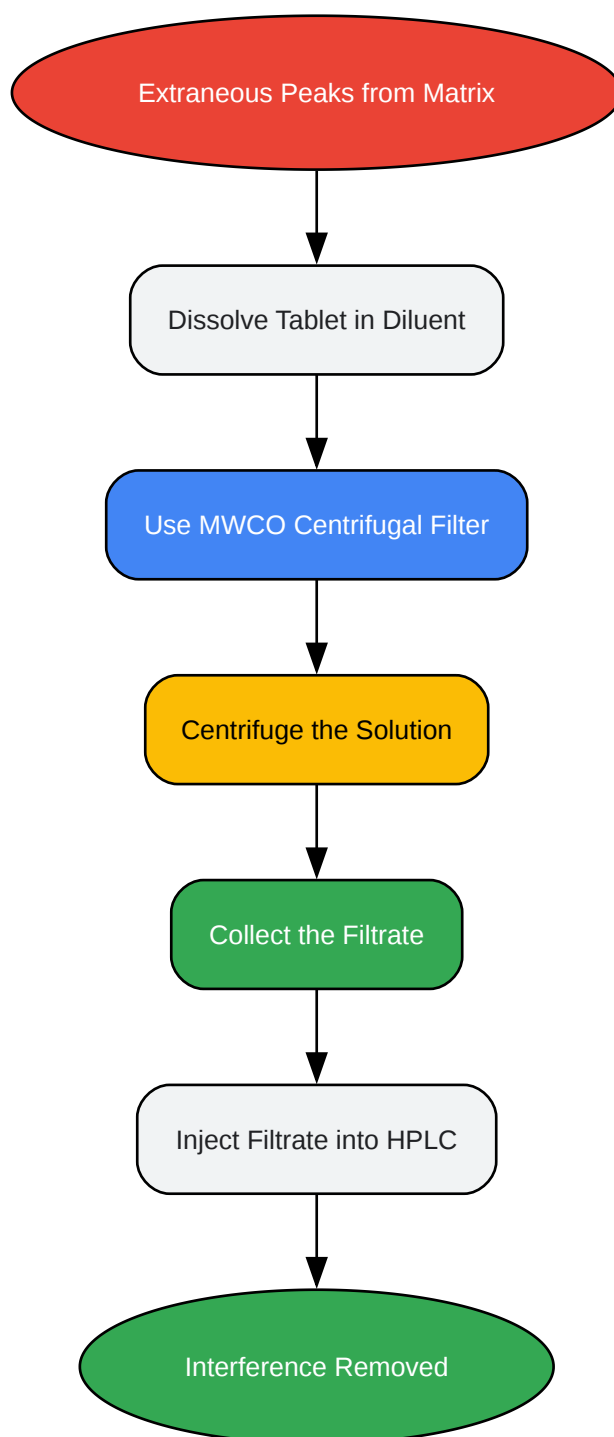 Extraneous Peaks from Matrix
Dissolve Tablet in Diluent
Use MWCO Centrifugal Filter
Centrifuge the Solution
Collect the Filtrate
Inject Filtrate into HPLC
Interference Removed